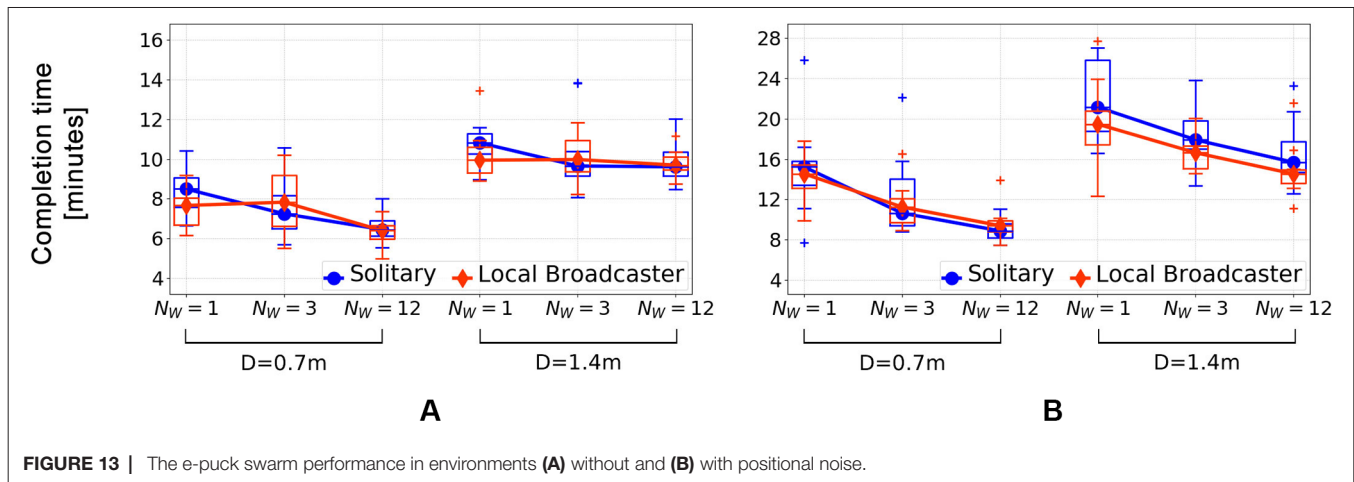 Completion time
[minutes]
16
14
12
10
8
6
4
Solitary
Local Broadcaster
N_W = 1
N_W = 3
N_W = 12
N_W = 1
N_W = 3
N_W = 12
D=0.7m
D=1.4m
A
28
24
20
16
12
8
4
Solitary
Local Broadcaster
N_W = 1
N_W = 3
N_W = 12
N_W = 1
N_W = 3
N_W = 12
D=0.7m
D=1.4m
B
FIGURE 13 | The e-puck swarm performance in environments (A) without and (B) with positional noise.